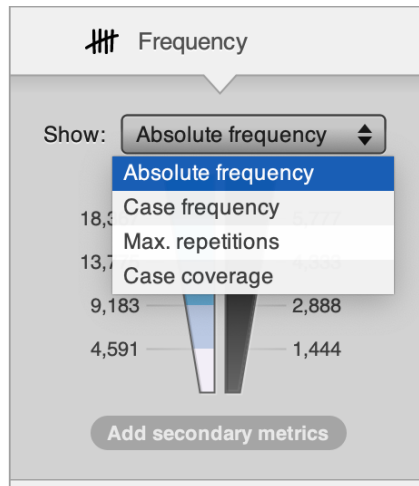 Frequency
Show: Absolute frequency
Absolute frequency
Case frequency
Max. repetitions
Case coverage
9,183 2,888
4,591 1,444
Add secondary metrics